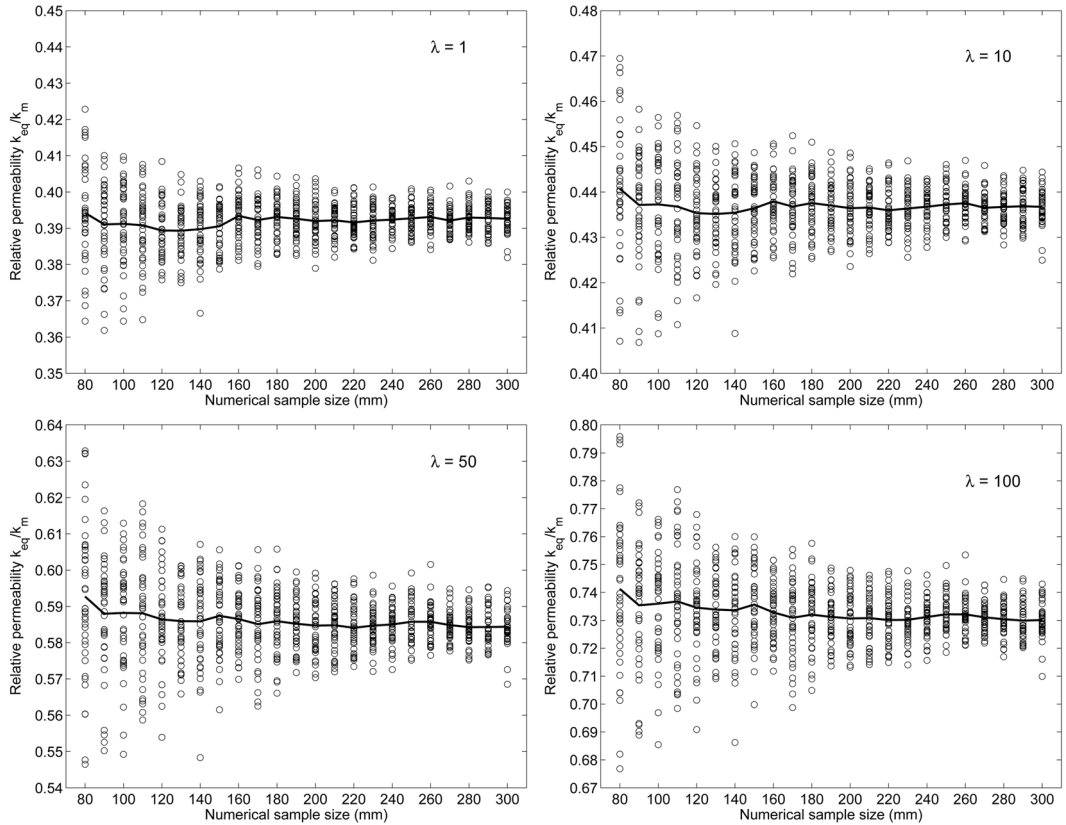 Relative permeability k_eq/k_m
0.45
0.44
0.43
0.42
0.41
0.40
0.39
0.38
0.37
0.36
0.35
λ = 1
80 100 120 140 160 180 200 220 240 260 280 300
Numerical sample size (mm)
Relative permeability k_eq/k_m
0.48
0.47
0.46
0.45
0.44
0.43
0.42
0.41
0.40
λ = 10
80 100 120 140 160 180 200 220 240 260 280 300
Numerical sample size (mm)
Relative permeability k_eq/k_m
0.64
0.63
0.62
0.61
0.60
0.59
0.58
0.57
0.56
0.55
0.54
λ = 50
80 100 120 140 160 180 200 220 240 260 280 300
Numerical sample size (mm)
Relative permeability k_eq/k_m
0.80
0.79
0.78
0.77
0.76
0.75
0.74
0.73
0.72
0.71
0.70
0.69
0.68
0.67
λ = 100
80 100 120 140 160 180 200 220 240 260 280 300
Numerical sample size (mm)